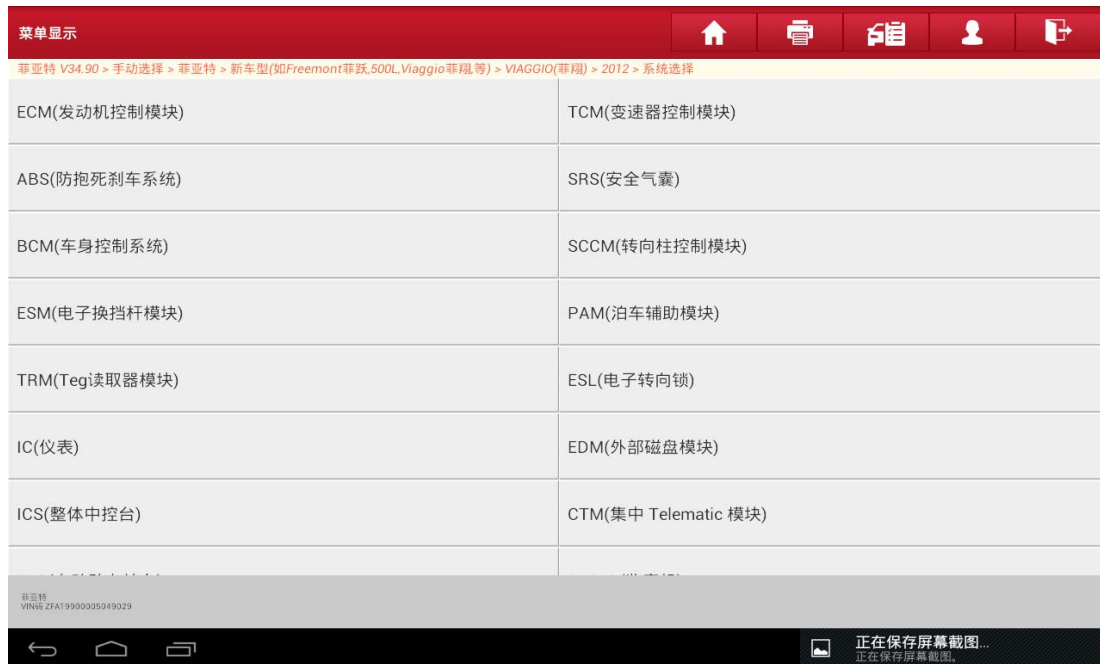 菜单显示
菲亚特 V34.90 > 手动选择 > 菲亚特 > 新车型(如Freemont菲跃,500L,Viaggio菲翔,等) > VIAGGIO(菲翔) > 2012 > 系统选择
ECM(发动机控制模块)
TCM(变速器控制模块)
ABS(防抱死刹车系统)
SRS(安全气囊)
BCM(车身控制系统)
SCCM(转向柱控制模块)
ESM(电子换挡杆模块)
PAM(泊车辅助模块)
TRM(Teg读取器模块)
ESL(电子转向锁)
IC(仪表)
EDM(外部磁盘模块)
ICS(整体中控台)
CTM(集中 Telematic 模块)
菲亚特
VIN码 ZFA19900005049029
正在保存屏幕截图...
正在保存屏幕截图。